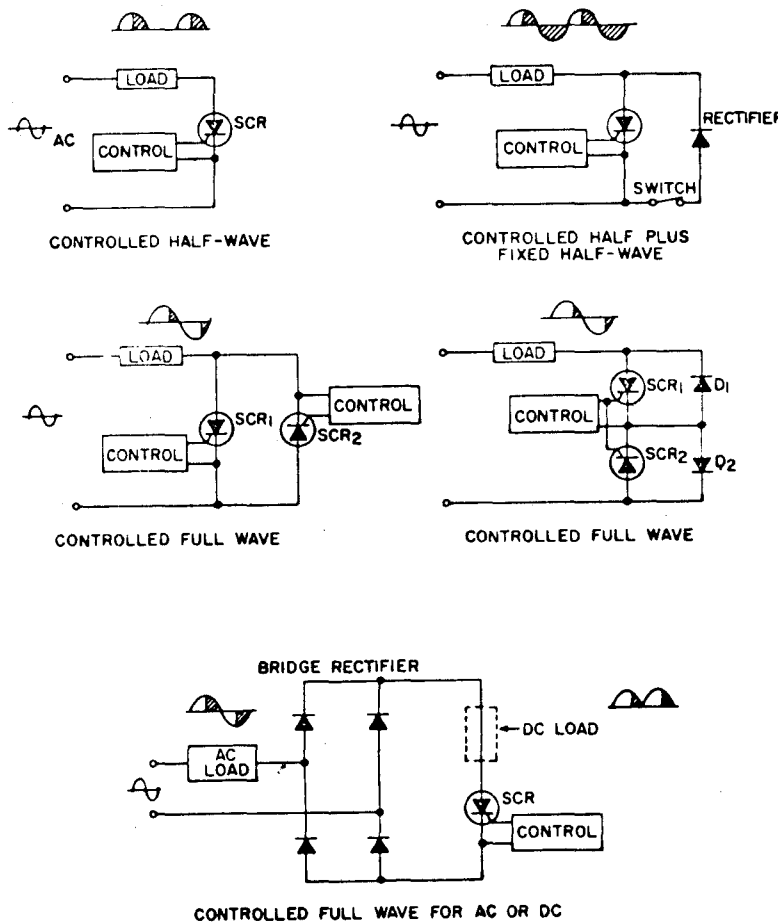 LOAD
SCR
AC
CONTROL
CONTROLLED HALF-WAVE
LOAD
RECTIFIER
CONTROL
SWITCH
CONTROLLED HALF PLUS
FIXED HALF-WAVE
LOAD
SCR1
CONTROL
CONTROL
SCR2
CONTROLLED FULL WAVE
LOAD
SCR1
D1
CONTROL
SCR2
D2
CONTROLLED FULL WAVE
BRIDGE RECTIFIER
DC LOAD
AC
LOAD
SCR
CONTROL
CONTROLLED FULL WAVE FOR AC OR DC